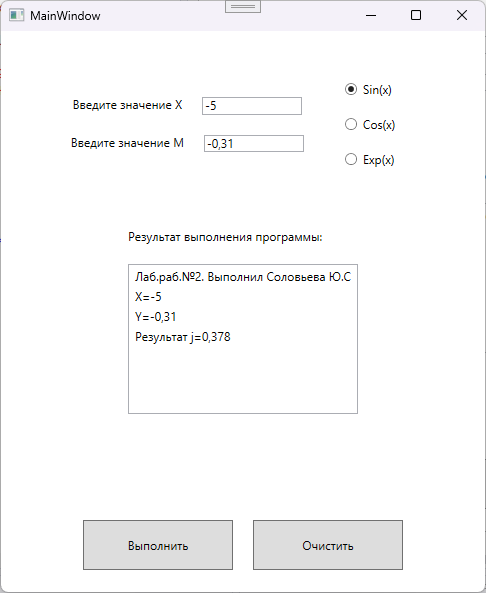 MainWindow
Введите значение X
-5
Введите значение M
-0,31
Sin(x)
Cos(x)
Exp(x)
Результат выполнения программы:
Лаб.раб.№2. Выполнил Соловьева Ю.С
X=-5
Y=-0,31
Результат j=0,378
Выполнить
Очистить